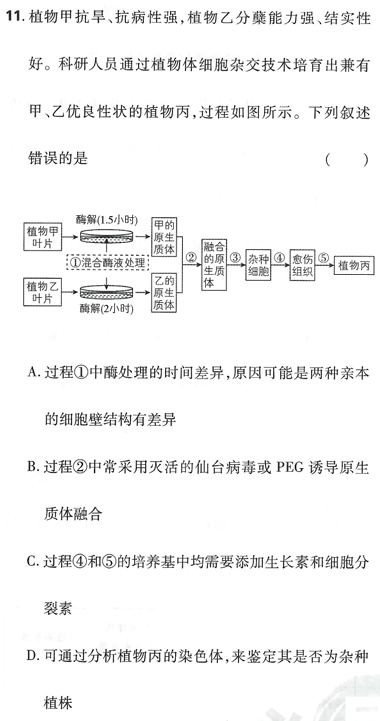 11. 植物甲抗旱、抗病性强,植物乙分蘖能力强、结实性
好。科研人员通过植物体细胞杂交技术培育出兼有
甲、乙优良性状的植物丙,过程如图所示。下列叙述
错误的是 ( )
植物甲
叶片
酶解(1.5小时)
甲的
原生
质体
①混合酶液处理
植物乙
叶片
酶解(2小时)
乙的
原生
质体
②
融合
的原
生质
体
③
杂种
细胞
④
愈伤
组织
⑤
植物丙
A. 过程①中酶处理的时间差异,原因可能是两种亲本
的细胞壁结构有差异
B. 过程②中常采用灭活的仙台病毒或 PEG 诱导原生
质体融合
C. 过程④和⑤的培养基中均需要添加生长素和细胞分
裂素
D. 可通过分析植物丙的染色体,来鉴定其是否为杂种
植株